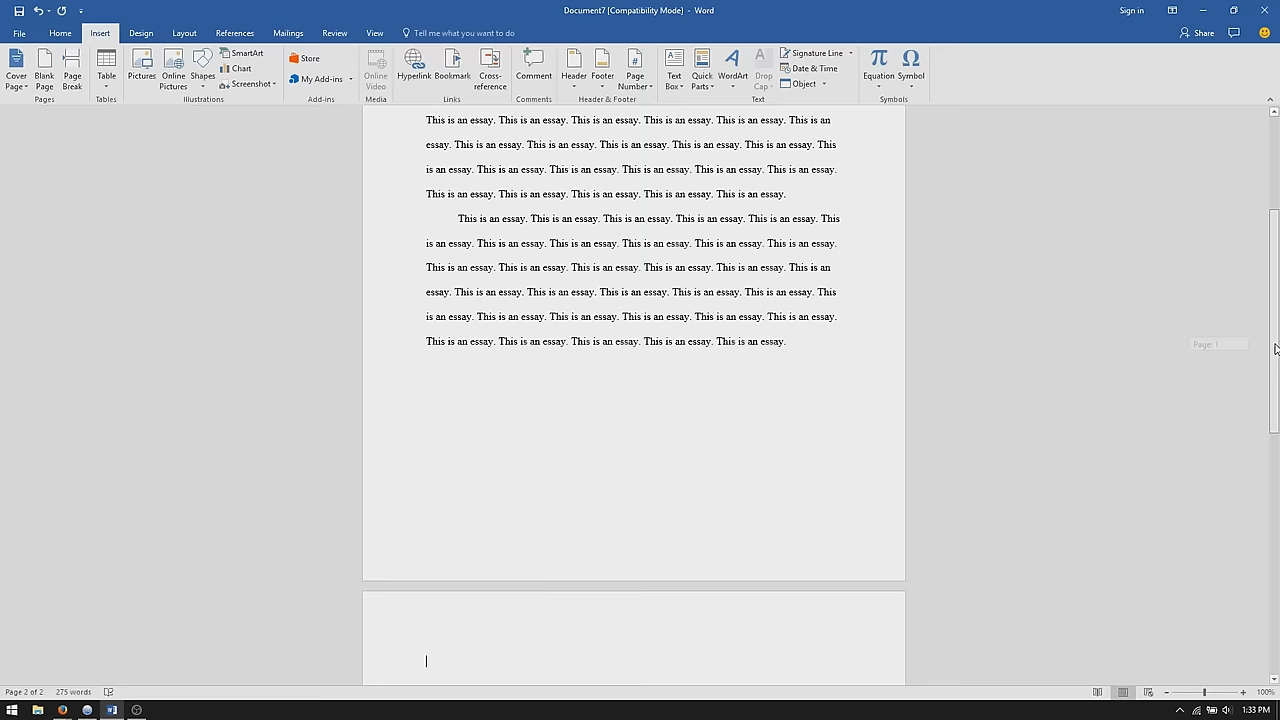 Document7 [Compatibility Mode] - Word
Sign in
File Home Insert Design Layout References Mailings Review View Tell me what you want to do Share
Cover Page Blank Page Page Break Table Pictures Online Pictures Shapes SmartArt Chart Screenshot Store My Add-ins Online Video Hyperlink Bookmark Cross-reference Comment Header Footer Page Number Text Box Quick Parts WordArt Drop Cap Signature Line Date & Time Object Equation Symbol
Pages Tables Illustrations Add-ins Media Links Comments Header & Footer Text Symbols
This is an essay. This is an essay. This is an essay. This is an essay. This is an essay. This is an
essay. This is an essay. This is an essay. This is an essay. This is an essay. This is an essay. This
is an essay. This is an essay. This is an essay. This is an essay. This is an essay. This is an essay.
This is an essay. This is an essay. This is an essay. This is an essay. This is an essay.
This is an essay. This is an essay. This is an essay. This is an essay. This is an essay. This
is an essay. This is an essay. This is an essay. This is an essay. This is an essay. This is an essay.
This is an essay. This is an essay. This is an essay. This is an essay. This is an essay. This is an
essay. This is an essay. This is an essay. This is an essay. This is an essay. This is an essay. This
is an essay. This is an essay. This is an essay. This is an essay. This is an essay. This is an essay.
This is an essay. This is an essay. This is an essay. This is an essay. This is an essay.
Page: 1
Page 2 of 2 275 words 100%
1:33 PM